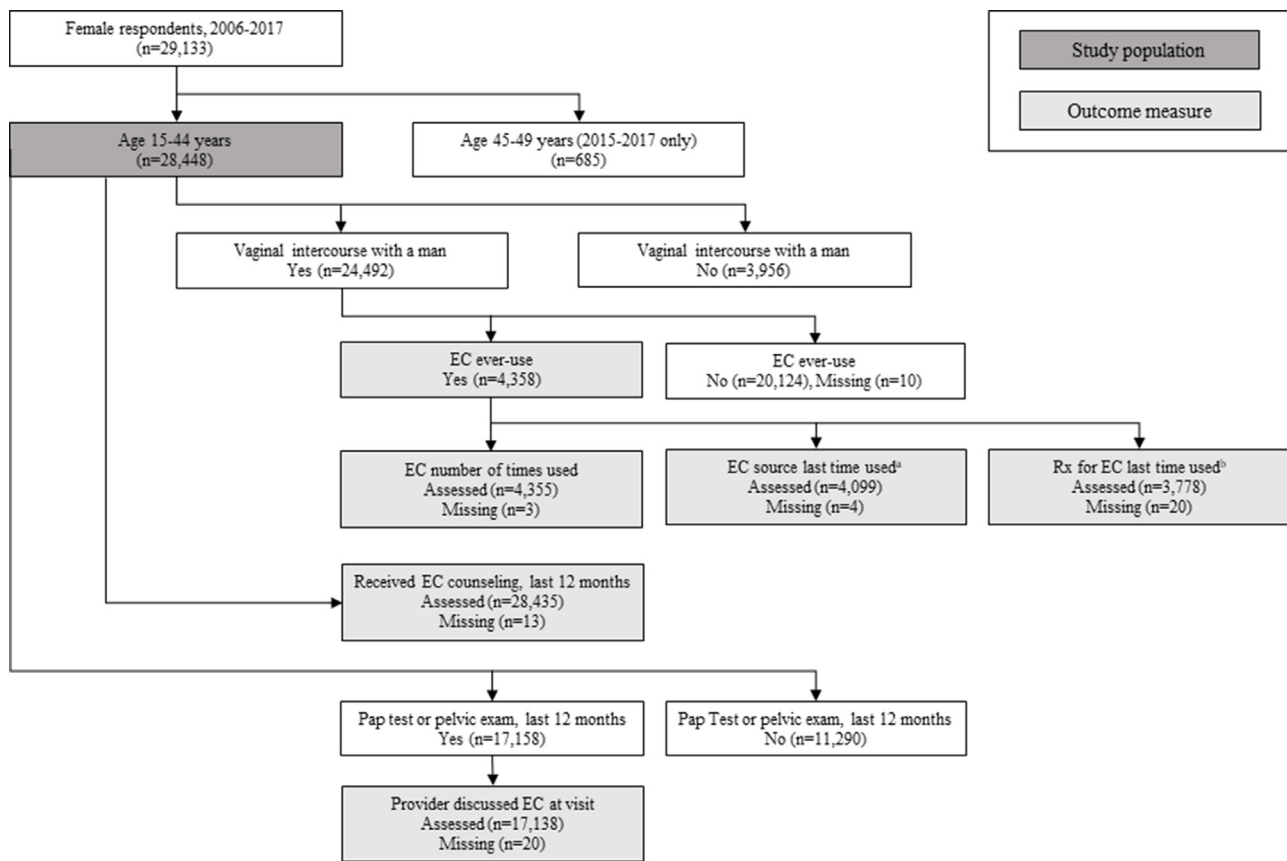 Female respondents, 2006-2017
(n=29,133)
Study population
Outcome measure
Age 15-44 years
(n=28,448)
Age 45-49 years (2015-2017 only)
(n=685)
Vaginal intercourse with a man
Yes (n=24,492)
Vaginal intercourse with a man
No (n=3,956)
EC ever-use
Yes (n=4,358)
EC ever-use
No (n=20,124), Missing (n=10)
EC number of times used
Assessed (n=4,355)
Missing (n=3)
EC source last time usedᵃ
Assessed (n=4,099)
Missing (n=4)
Rx for EC last time usedᵇ
Assessed (n=3,778)
Missing (n=20)
Received EC counseling, last 12 months
Assessed (n=28,435)
Missing (n=13)
Pap test or pelvic exam, last 12 months
Yes (n=17,158)
Pap Test or pelvic exam, last 12 months
No (n=11,290)
Provider discussed EC at visit
Assessed (n=17,138)
Missing (n=20)